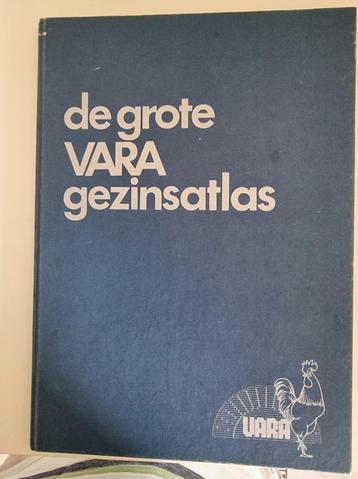 de grote
VARA
gezinsatlas
VARA